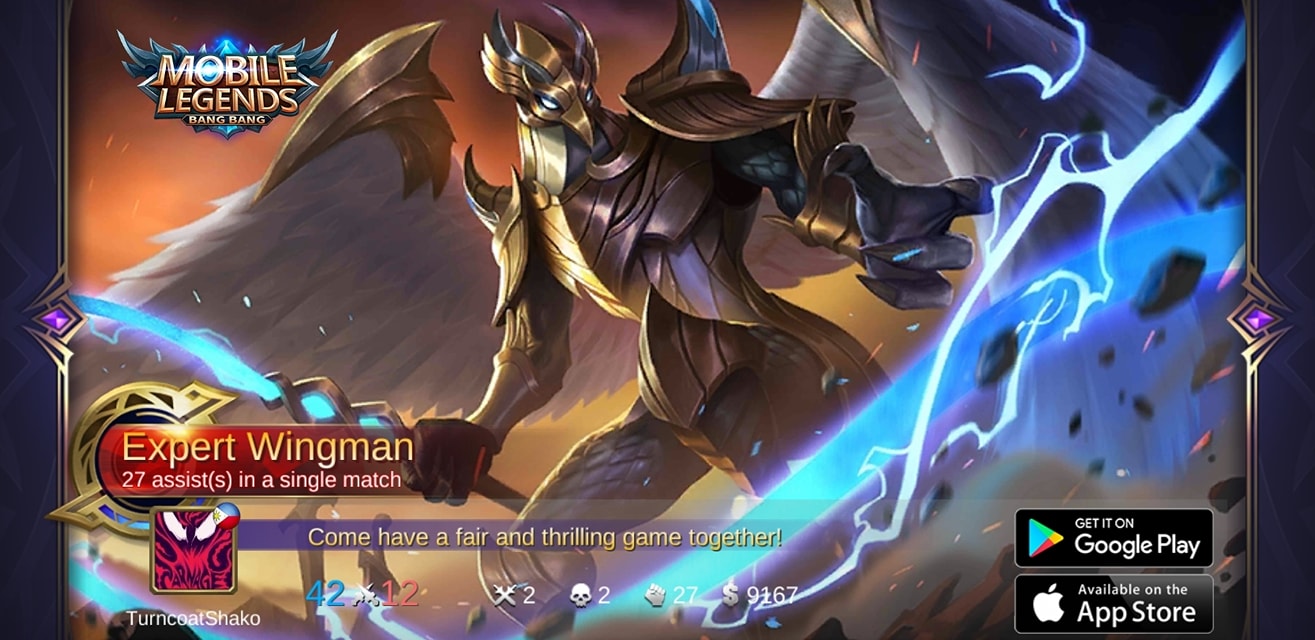 MOBILE
LEGENDS
BANG BANG
Expert Wingman
27 assist(s) in a single match
Come have a fair and thrilling game together!
CARNAGE
42 12 2 2 27 $ 9167
TurncoatShako
GET IT ON
Google Play
Available on the
App Store